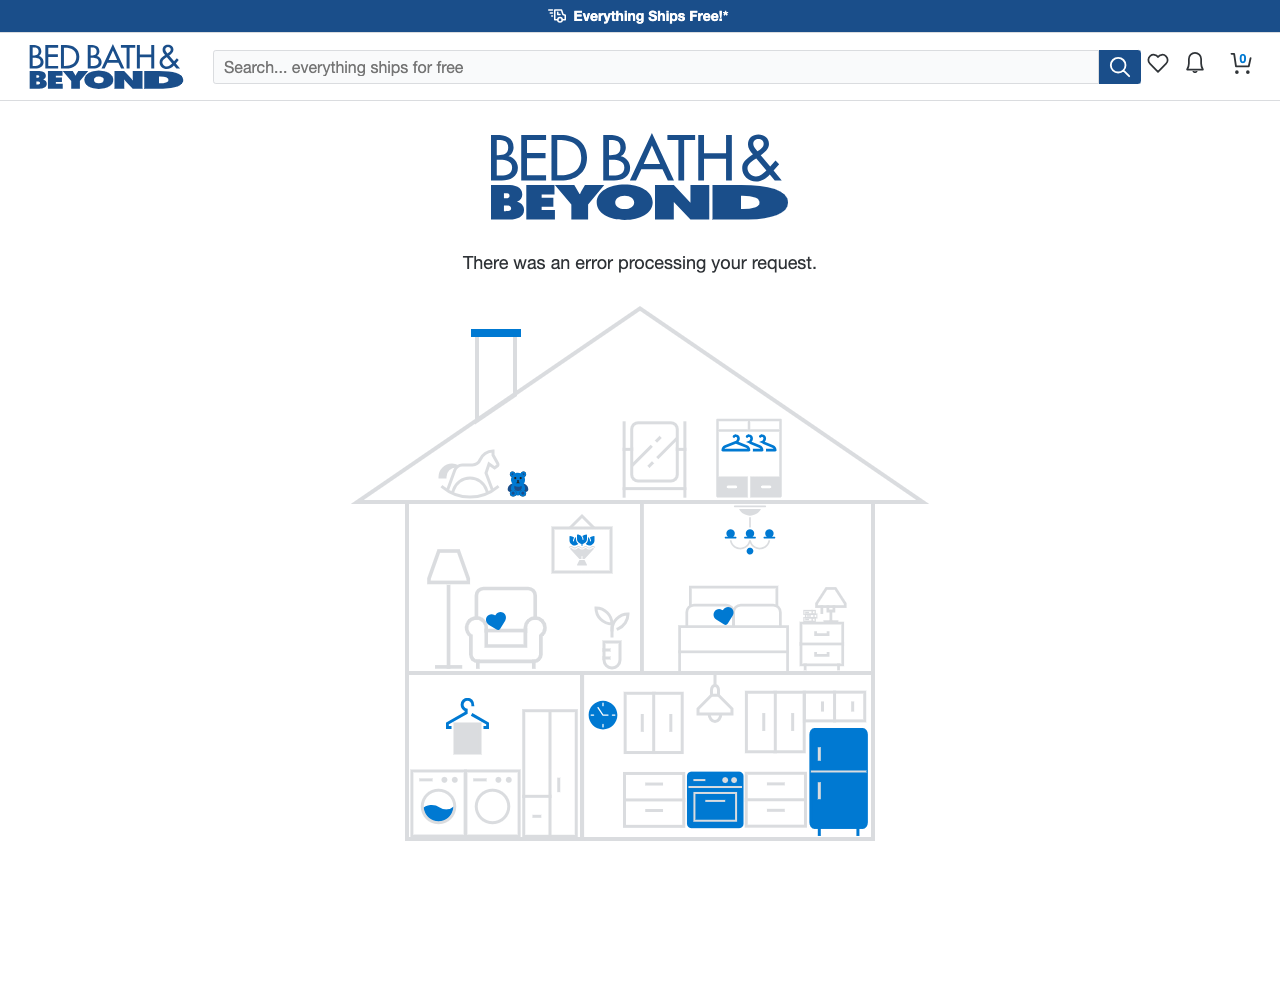 Everything Ships Free!*
BED BATH &
BEYOND
Search... everything ships for free
0
BED BATH &
BEYOND
There was an error processing your request.